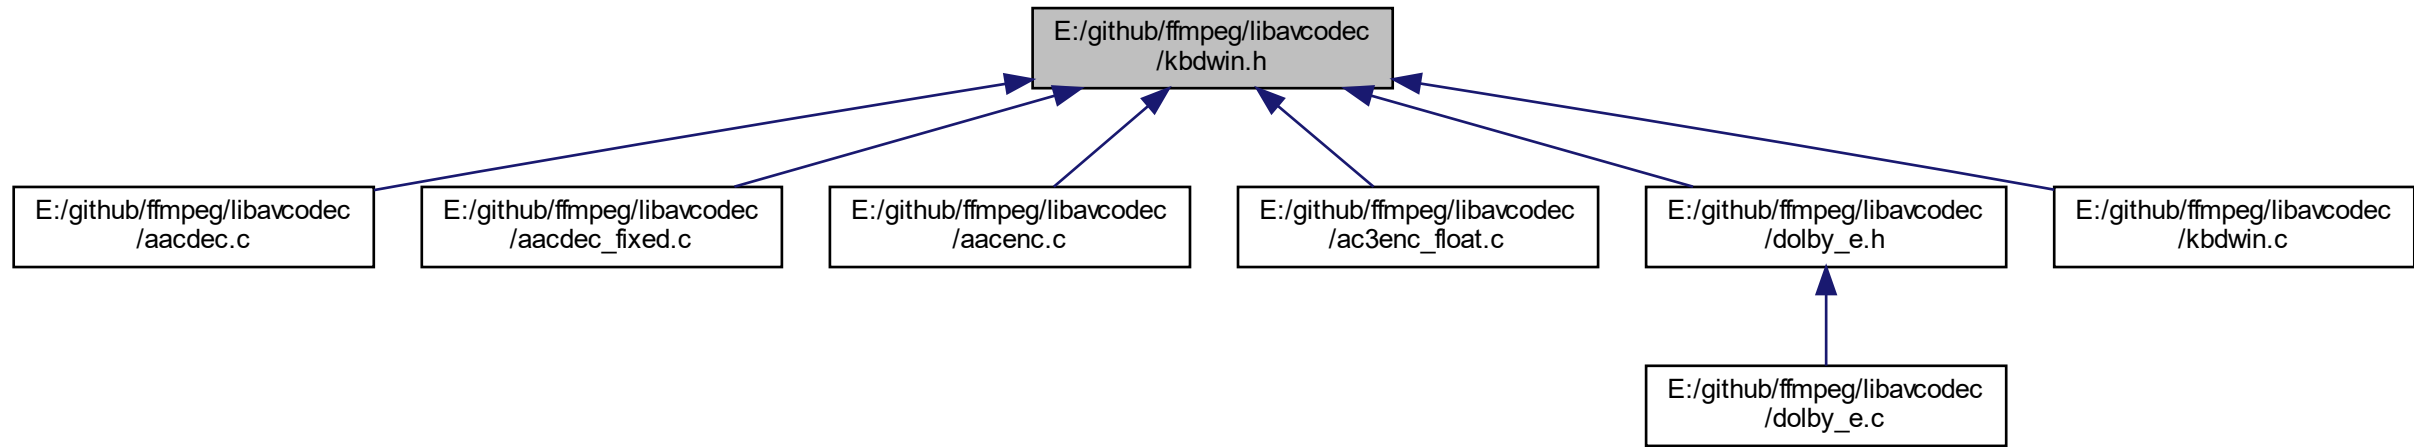 E:/github/ffmpeg/libavcodec
/kbdwin.h
E:/github/ffmpeg/libavcodec
/aacdec.c
E:/github/ffmpeg/libavcodec
/aacdec_fixed.c
E:/github/ffmpeg/libavcodec
/aacenc.c
E:/github/ffmpeg/libavcodec
/ac3enc_float.c
E:/github/ffmpeg/libavcodec
/dolby_e.h
E:/github/ffmpeg/libavcodec
/kbdwin.c
E:/github/ffmpeg/libavcodec
/dolby_e.c